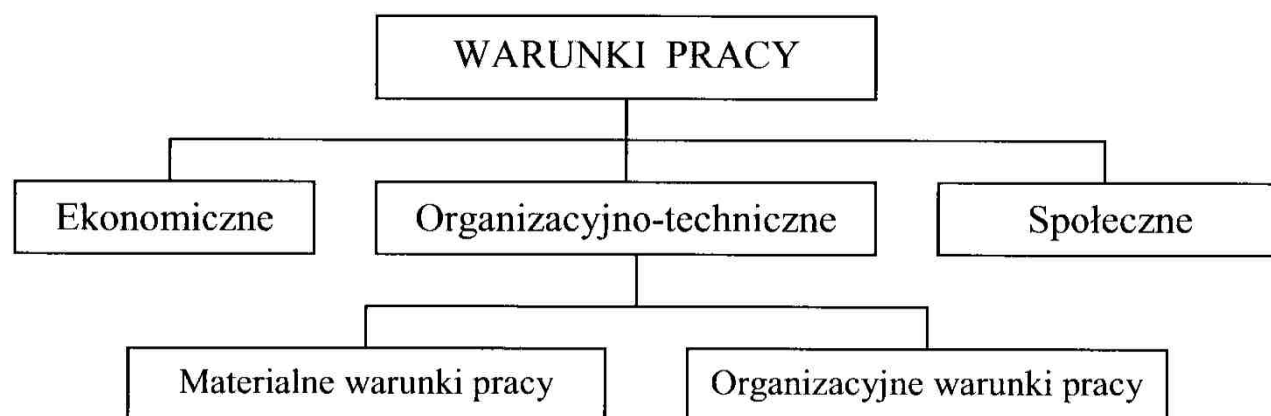 WARUNKI PRACY
Ekonomiczne
Organizacyjno-techniczne
Społeczne
Materialne warunki pracy
Organizacyjne warunki pracy